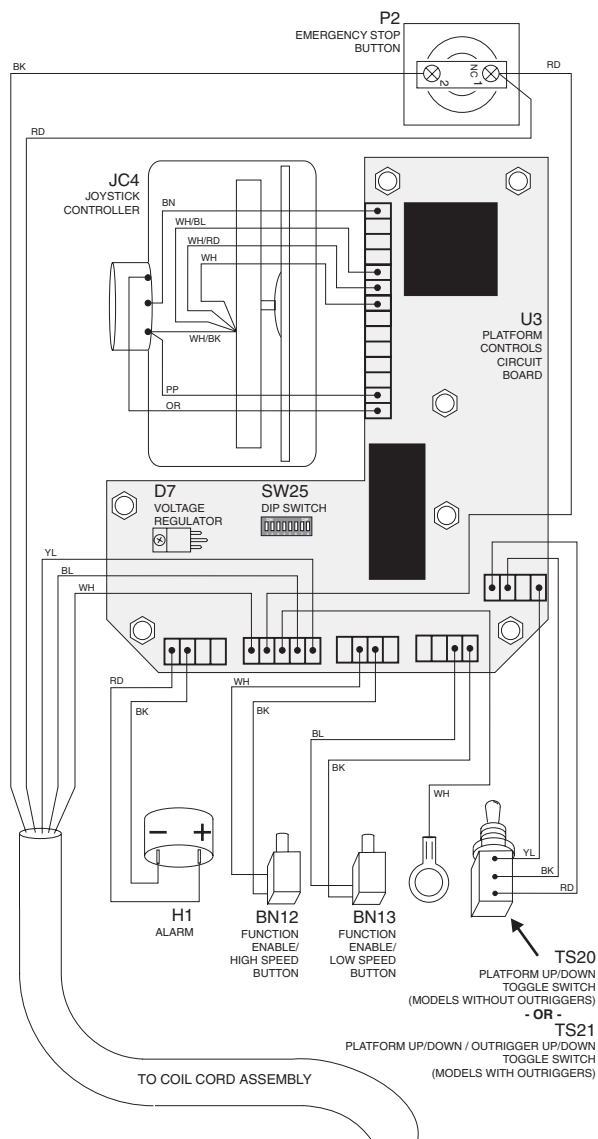 P2
EMERGENCY STOP
BUTTON
BK
RD
NC
1
2
RD
JC4
JOYSTICK
CONTROLLER
BN
WH/BL
WH/RD
WH
WH/BK
PP
OR
U3
PLATFORM
CONTROLS
CIRCUIT
BOARD
D7
VOLTAGE
REGULATOR
SW25
DIP SWITCH
YL
BL
WH
RD
BK
WH
BK
BL
BK
WH
YL
BK
RD
H1
ALARM
BN12
FUNCTION
ENABLE/
HIGH SPEED
BUTTON
BN13
FUNCTION
ENABLE/
LOW SPEED
BUTTON
TS20
PLATFORM UP/DOWN
TOGGLE SWITCH
(MODELS WITHOUT OUTRIGGERS)
- OR -
TS21
PLATFORM UP/DOWN / OUTRIGGER UP/DOWN
TOGGLE SWITCH
(MODELS WITH OUTRIGGERS)
TO COIL CORD ASSEMBLY